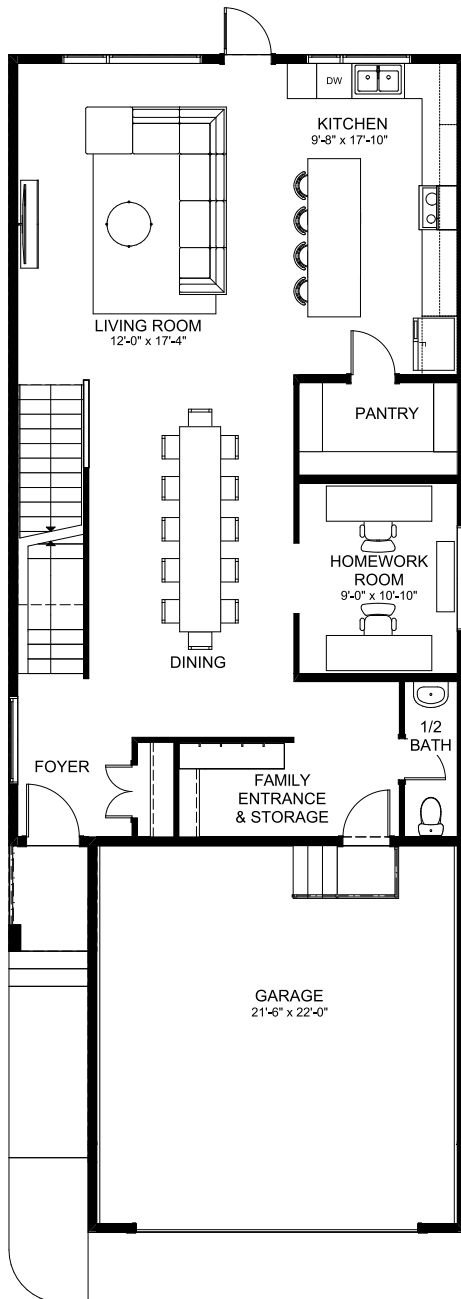 DW
KITCHEN
9'-8" x 17'-10"
LIVING ROOM
12'-0" x 17'-4"
PANTRY
HOMEWORK
ROOM
9'-0" x 10'-10"
DINING
1/2
BATH
FOYER
FAMILY
ENTRANCE
& STORAGE
GARAGE
21'-6" x 22'-0"